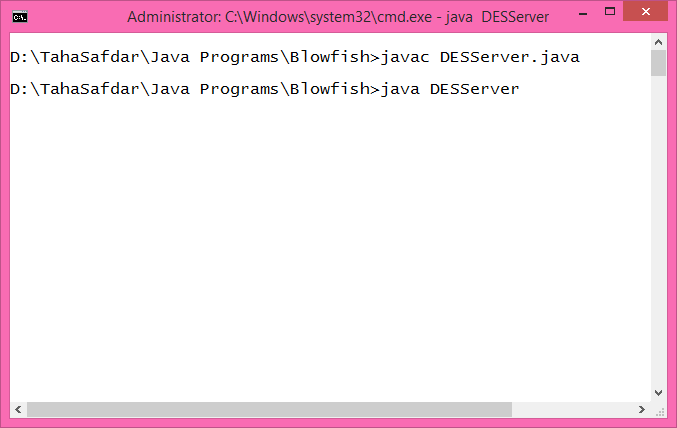 Administrator: C:\Windows\system32\cmd.exe - java  DESServer
D:\TahaSafdar\Java Programs\Blowfish>javac DESServer.java
D:\TahaSafdar\Java Programs\Blowfish>java DESServer